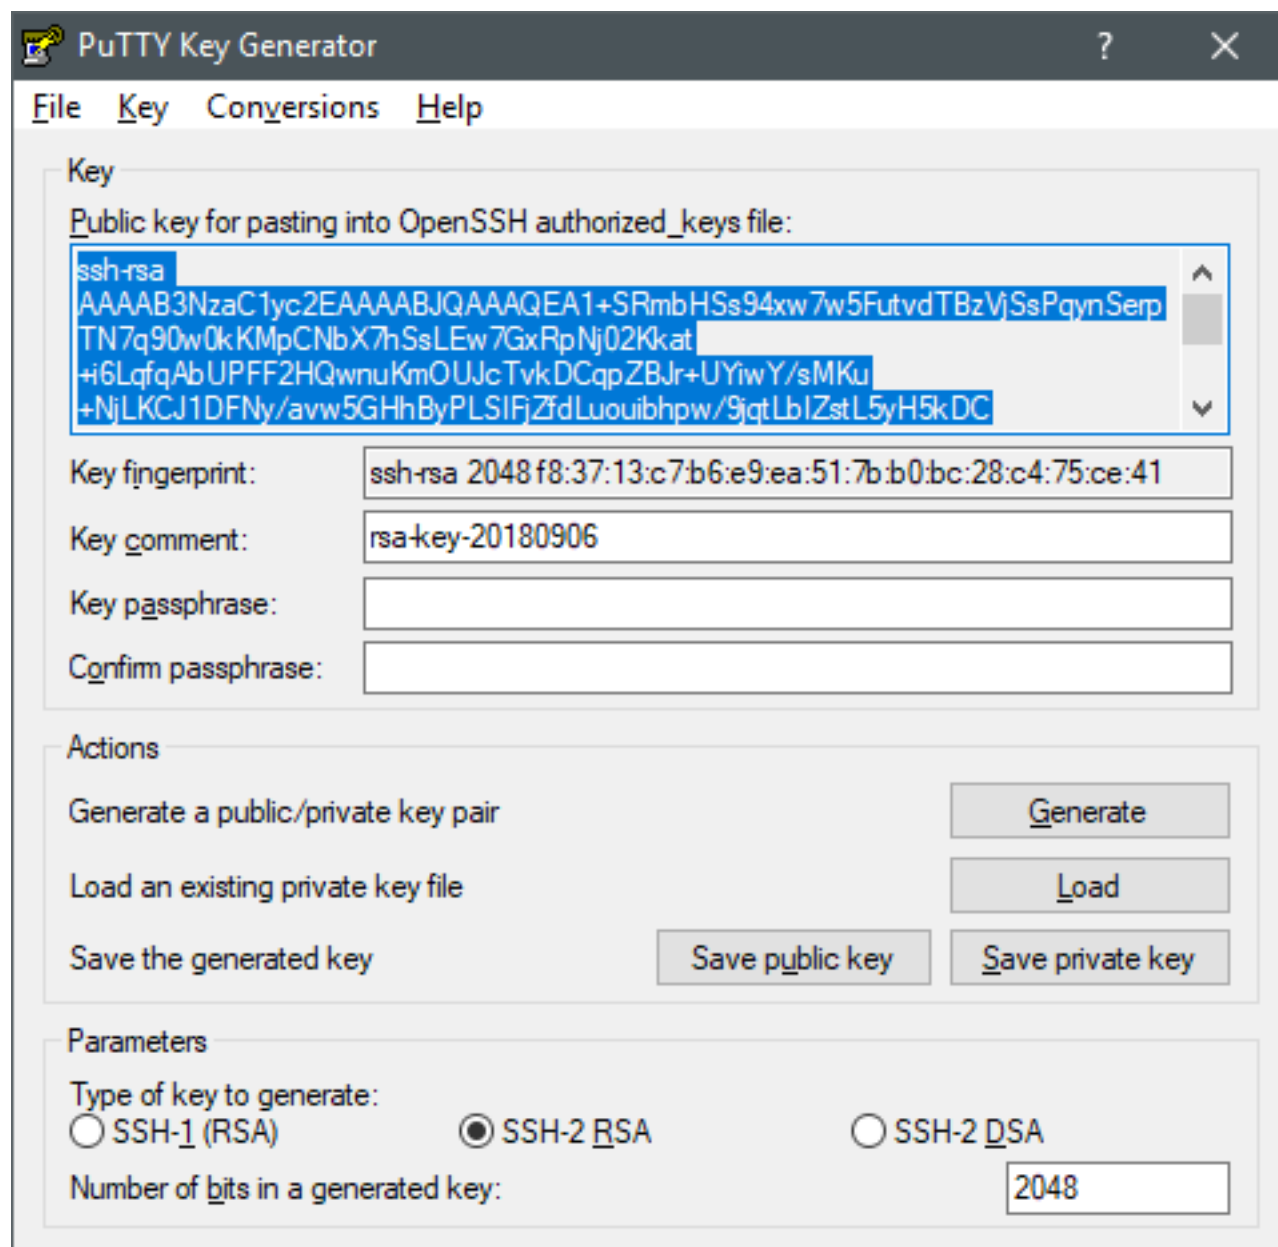 PuTTY Key Generator
?
File Key Conversions Help
Key
Public key for pasting into OpenSSH authorized_keys file:
ssh-rsa
AAAAB3NzaC1yc2EAAAABJQAAAQEA1+SRmbHSs94xw7w5FutvdTBzVjSsPqynSerp
TN7q90w0kKMpCNbX7hSsLEw7GxRpNj02Kkat
+i6LqfqAbUPFF2HQwnuKmOUJcTvkDCqpZBJr+UYiwY/sMKu
+NjLKCJ1DFNy/avw5GHhByPLSIFjZfdLuouibhpw/9jqtLbIZstL5yH5kDC
Key fingerprint: ssh-rsa 2048 f8:37:13:c7:b6:e9:ea:51:7b:b0:bc:28:c4:75:ce:41
Key comment: rsa-key-20180906
Key passphrase:
Confirm passphrase:
Actions
Generate a public/private key pair Generate
Load an existing private key file Load
Save the generated key Save public key Save private key
Parameters
Type of key to generate:
SSH-1 (RSA) SSH-2 RSA SSH-2 DSA
Number of bits in a generated key: 2048